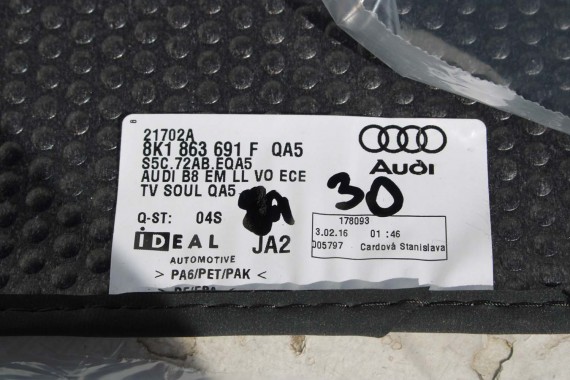 21702A
8K1 863 691 F QA5
S5C.72AB.EQA5
AUDI B8 EM LL VO ECE
TV SOUL QA5
Audi
30
Q-ST: 04S
178093
3.02.16 01:46
005797 Cardová Stanislava
iDEAL JA2
AUTOMOTIVE
> PA6/PET/PAK <